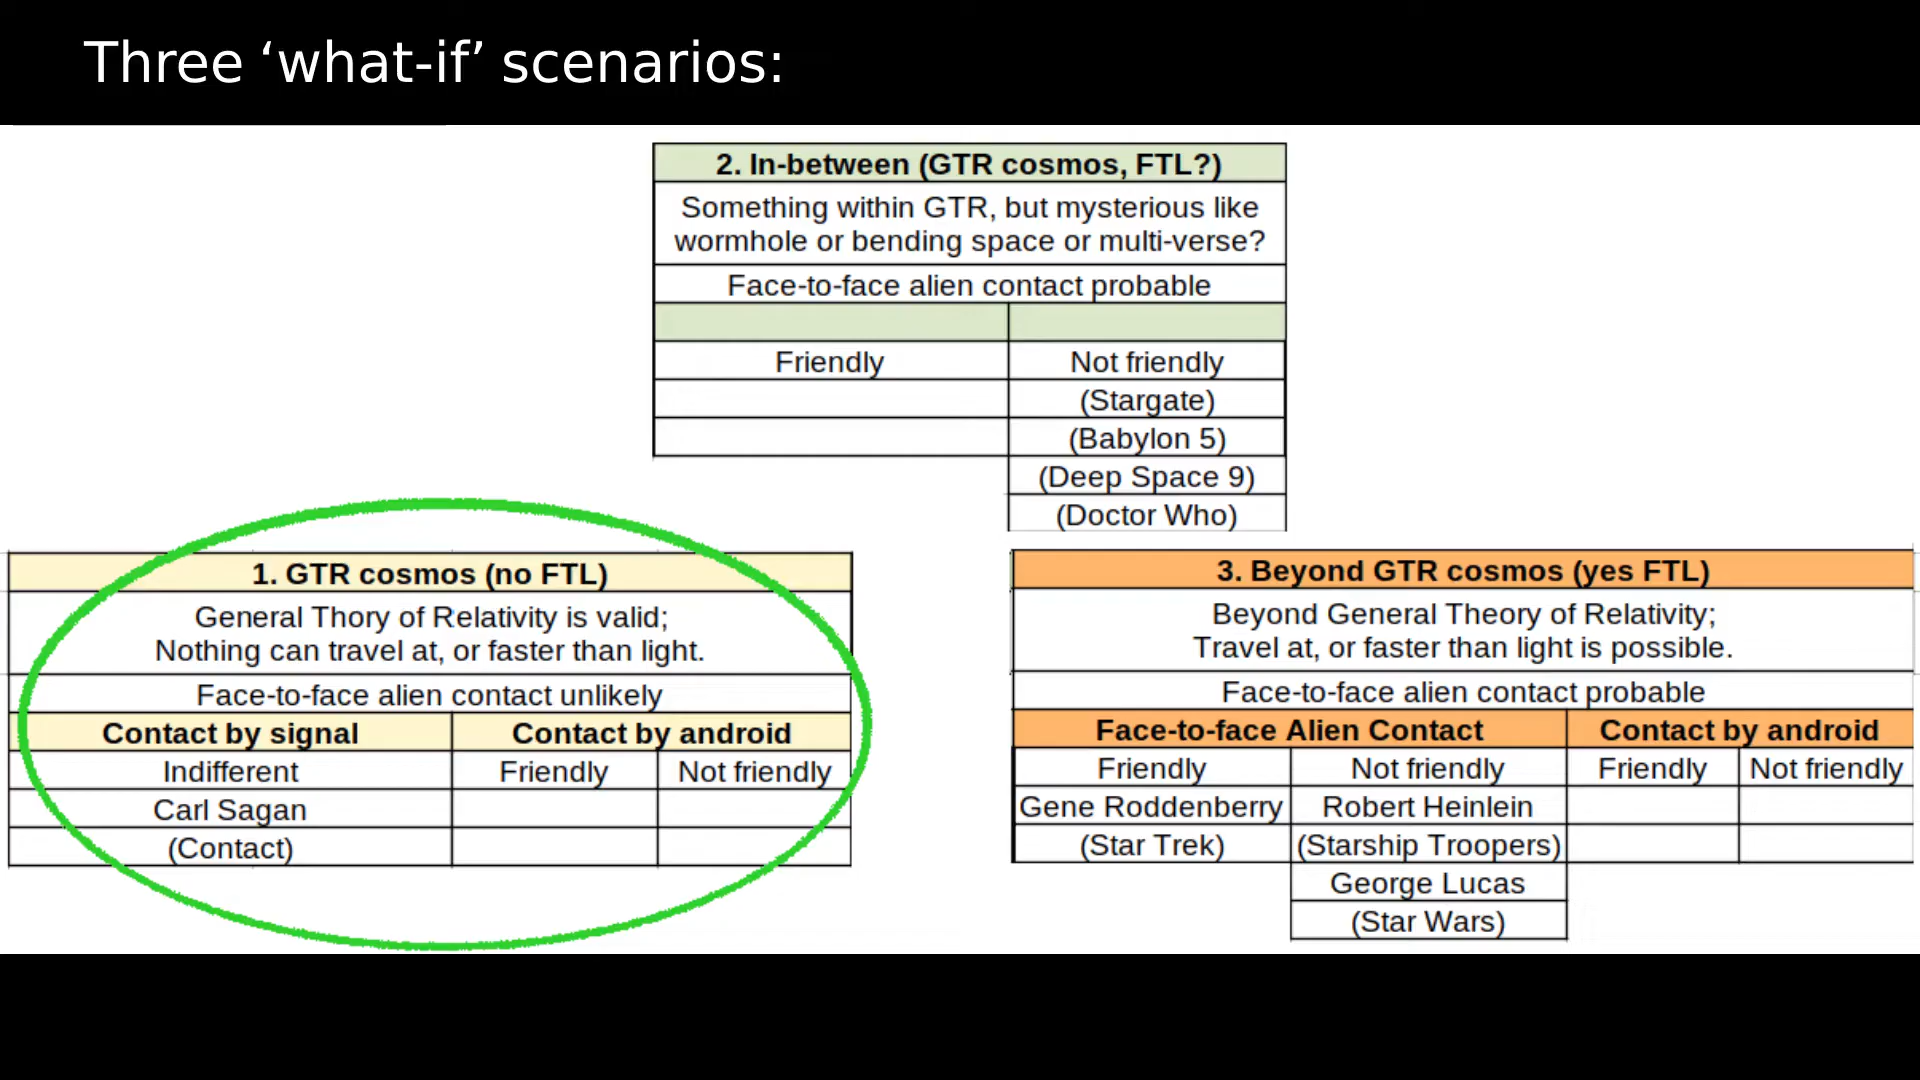 Three ‘what-if’ scenarios:
2. In-between (GTR cosmos, FTL?)
Something within GTR, but mysterious like
wormhole or bending space or multi-verse?
Face-to-face alien contact probable
Friendly Not friendly
(Stargate)
(Babylon 5)
(Deep Space 9)
(Doctor Who)
1. GTR cosmos (no FTL)
General Thory of Relativity is valid;
Nothing can travel at, or faster than light.
Face-to-face alien contact unlikely
Contact by signal Contact by android
Indifferent Friendly Not friendly
Carl Sagan
(Contact)
3. Beyond GTR cosmos (yes FTL)
Beyond General Theory of Relativity;
Travel at, or faster than light is possible.
Face-to-face alien contact probable
Face-to-face Alien Contact Contact by android
Friendly Not friendly Friendly Not friendly
Gene Roddenberry Robert Heinlein
(Star Trek) (Starship Troopers)
George Lucas
(Star Wars)